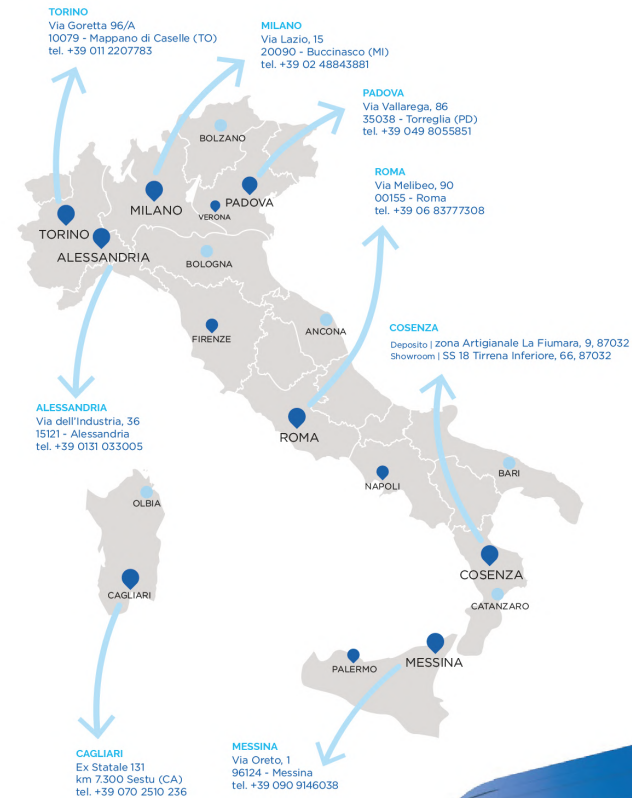 TORINO
Via Goretta 96/A
10079 - Mappano di Caselle (TO)
tel. +39 011 2207783
MILANO
Via Lazio, 15
20090 - Buccinasco (MI)
tel. +39 02 48843881
PADOVA
Via Vallarega, 86
35038 - Torreglia (PD)
tel. +39 049 8055851
ROMA
Via Melibeo, 90
00155 - Roma
tel. +39 06 83777308
COSENZA
Deposito | zona Artigianale La Fiumara, 9, 87032
Showroom | SS 18 Tirrena Inferiore, 66, 87032
BOLZANO
MILANO
PADOVA
VERONA
TORINO
ALESSANDRIA
BOLOGNA
FIRENZE
ANCONA
ROMA
NAPOLI
BARI
COSENZA
CATANZARO
MESSINA
PALERMO
OLBIA
CAGLIARI
ALESSANDRIA
Via dell'Industria, 36
15121 - Alessandria
tel. +39 0131 033005
CAGLIARI
Ex Statale 131
km 7.300 Sestu (CA)
tel. +39 070 2510 236
MESSINA
Via Oreto, 1
96124 - Messina
tel. +39 090 9146038